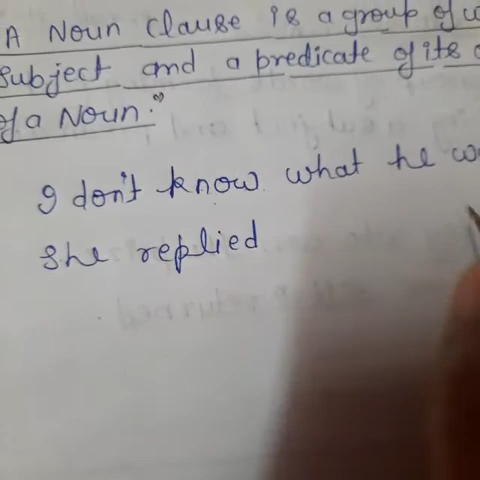 A Noun clause is a group of
subject and a predicate of its
of a Noun."
I don't know what he
she replied